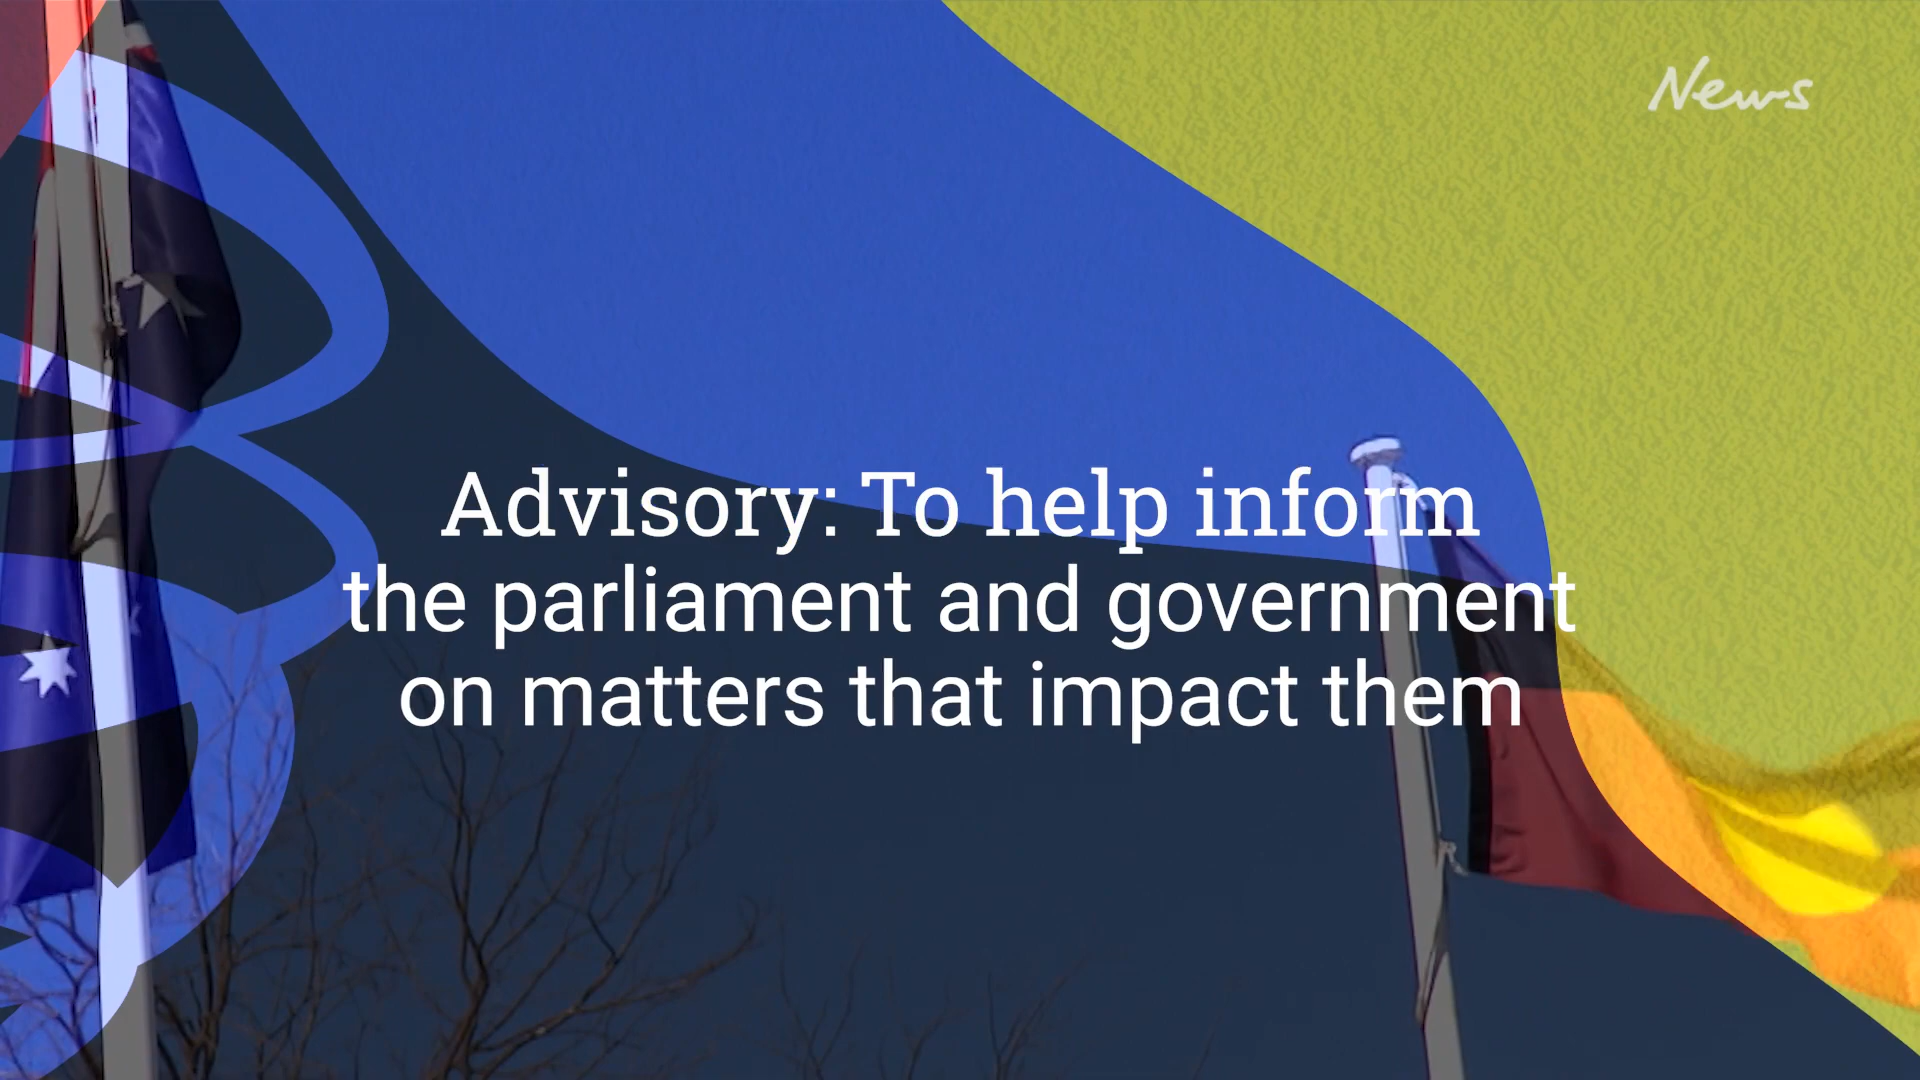 News
Advisory: To help inform
the parliament and government
on matters that impact them